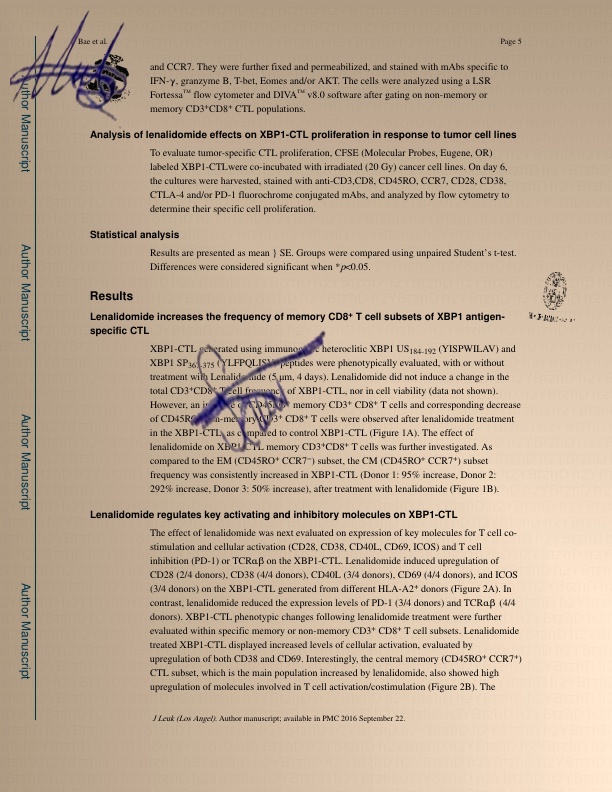 Bae et al.
Page 5
and CCR7. They were further fixed and permeabilized, and stained with mAbs specific to
IFN-γ, granzyme B, T-bet, Eomes and/or AKT. The cells were analyzed using a LSR
Fortessa™ flow cytometer and DIVA™ v8.0 software after gating on non-memory or
memory CD3⁺CD8⁺ CTL populations.
Analysis of lenalidomide effects on XBP1-CTL proliferation in response to tumor cell lines
To evaluate tumor-specific CTL proliferation, CFSE (Molecular Probes, Eugene, OR)
labeled XBP1-CTLwere co-incubated with irradiated (20 Gy) cancer cell lines. On day 6,
the cultures were harvested, stained with anti-CD3,CD8, CD45RO, CCR7, CD28, CD38,
CTLA-4 and/or PD-1 fluorochrome conjugated mAbs, and analyzed by flow cytometry to
determine their specific cell proliferation.
Statistical analysis
Results are presented as mean } SE. Groups were compared using unpaired Student's t-test.
Differences were considered significant when *p<0.05.
Results
Lenalidomide increases the frequency of memory CD8⁺ T cell subsets of XBP1 antigen-
specific CTL
XBP1-CTL generated using heteroclitic XBP1 US184-192 (YISPWILAV) and
XBP1 peptides were phenotypically evaluated, with or without
treatment with Lenalidomide (5 μm, 4 days). Lenalidomide did not induce a change in the
total CD3⁺CD8⁺ T cell frequency of XBP1-CTL, nor in cell viability (data not shown).
However, an memory CD3⁺ CD8⁺ T cells and corresponding decrease
of CD3⁺ CD8⁺ T cells were observed after lenalidomide treatment
in the XBP1-CTL, as compared to control XBP1-CTL (Figure 1A). The effect of
lenalidomide on XBP1-CTL memory CD3⁺CD8⁺ T cells was further investigated. As
compared to the EM (CD45RO⁺ CCR7⁻) subset, the CM (CD45RO⁺ CCR7⁺) subset
frequency was consistently increased in XBP1-CTL (Donor 1: 95% increase, Donor 2:
292% increase, Donor 3: 50% increase), after treatment with lenalidomide (Figure 1B).
Lenalidomide regulates key activating and inhibitory molecules on XBP1-CTL
The effect of lenalidomide was next evaluated on expression of key molecules for T cell co-
stimulation and cellular activation (CD28, CD38, CD40L, CD69, ICOS) and T cell
inhibition (PD-1) or TCRαβ on the XBP1-CTL. Lenalidomide induced upregulation of
CD28 (2/4 donors), CD38 (4/4 donors), CD40L (3/4 donors), CD69 (4/4 donors), and ICOS
(3/4 donors) on the XBP1-CTL generated from different HLA-A2⁺ donors (Figure 2A). In
contrast, lenalidomide reduced the expression levels of PD-1 (3/4 donors) and TCRαβ (4/4
donors). XBP1-CTL phenotypic changes following lenalidomide treatment were further
evaluated within specific memory or non-memory CD3⁺ CD8⁺ T cell subsets. Lenalidomide
treated XBP1-CTL displayed increased levels of cellular activation, evaluated by
upregulation of both CD38 and CD69. Interestingly, the central memory (CD45RO⁺ CCR7⁺)
CTL subset, which is the main population increased by lenalidomide, also showed high
upregulation of molecules involved in T cell activation/costimulation (Figure 2B). The
J Leuk (Los Angel). Author manuscript; available in PMC 2016 September 22.
Author Manuscript
Author Manuscript
Author Manuscript
Author Manuscript